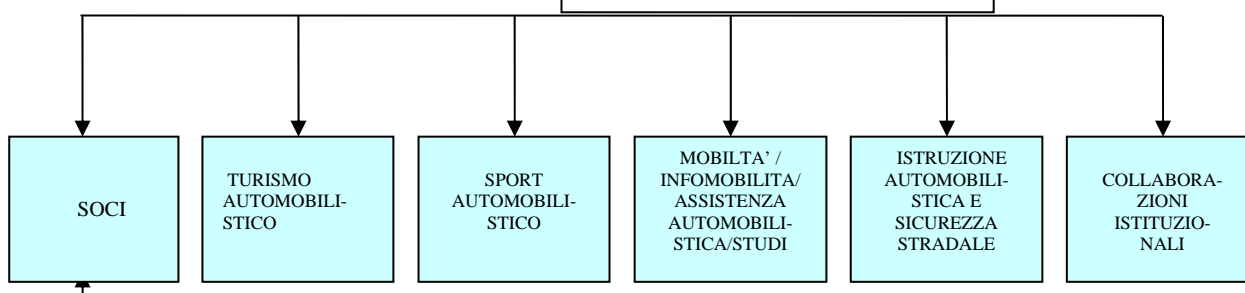 SOCI
TURISMO
AUTOMOBILI-
STICO
SPORT
AUTOMOBILI-
STICO
MOBILTA’ /
INFOMOBILITA/
ASSISTENZA
AUTOMOBILI-
STICA/STUDI
ISTRUZIONE
AUTOMOBILI-
STICA E
SICUREZZA
STRADALE
COLLABORA-
ZIONI
ISTITUZIO-
NALI